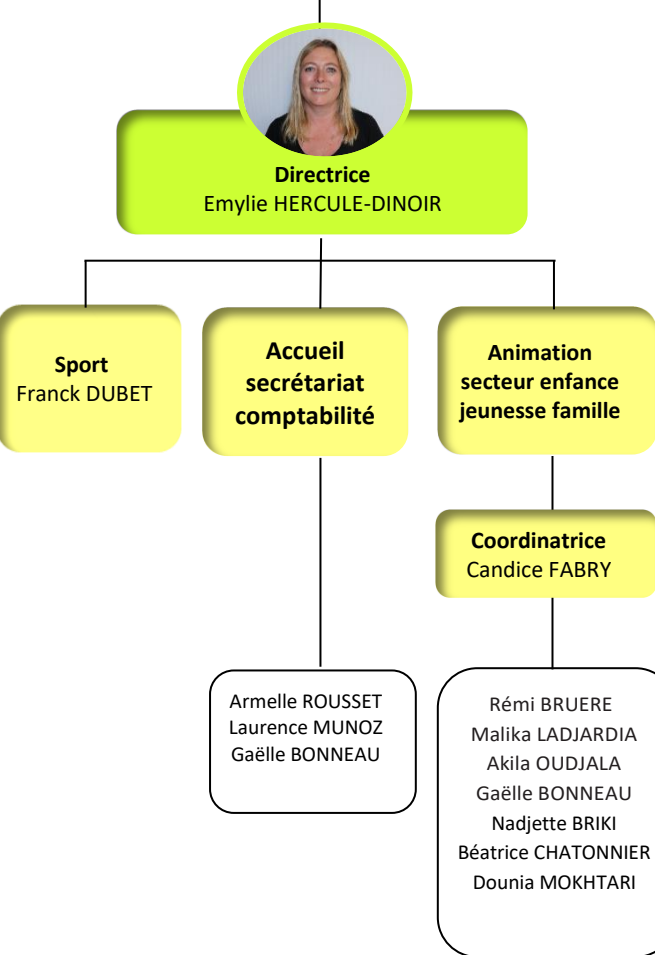 Directrice
Emylie HERCULE-DINOIR
Sport
Franck DUBET
Accueil
secrétariat
comptabilité
Animation
secteur enfance
jeunesse famille
Coordinatrice
Candice FABRY
Armelle ROUSSET
Laurence MUNOZ
Gaëlle BONNEAU
Rémi BRUERE
Malika LADJARDIA
Akila OUDJALA
Gaëlle BONNEAU
Nadjette BRIKI
Béatrice CHATONNIER
Dounia MOKHTARI